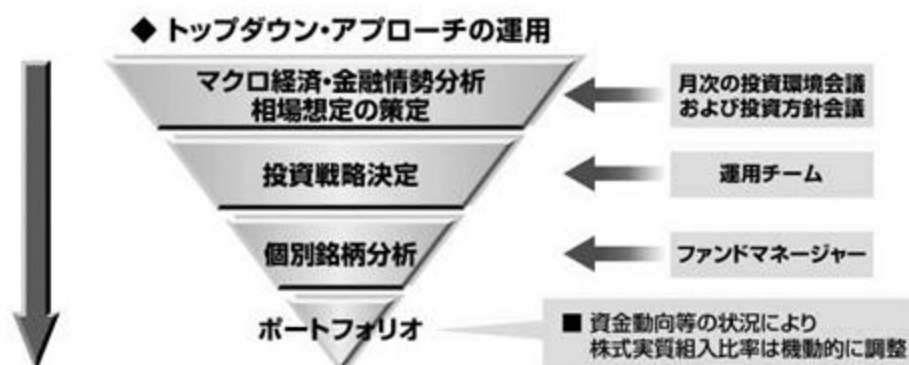 ◆ トップダウン・アプローチの運用
マクロ経済・金融情勢分析
相場想定の策定
月次の投資環境会議
および投資方針会議
投資戦略決定
運用チーム
個別銘柄分析
ファンドマネージャー
ポートフォリオ
■ 資金動向等の状況により
株式実質組入比率は機動的に調整